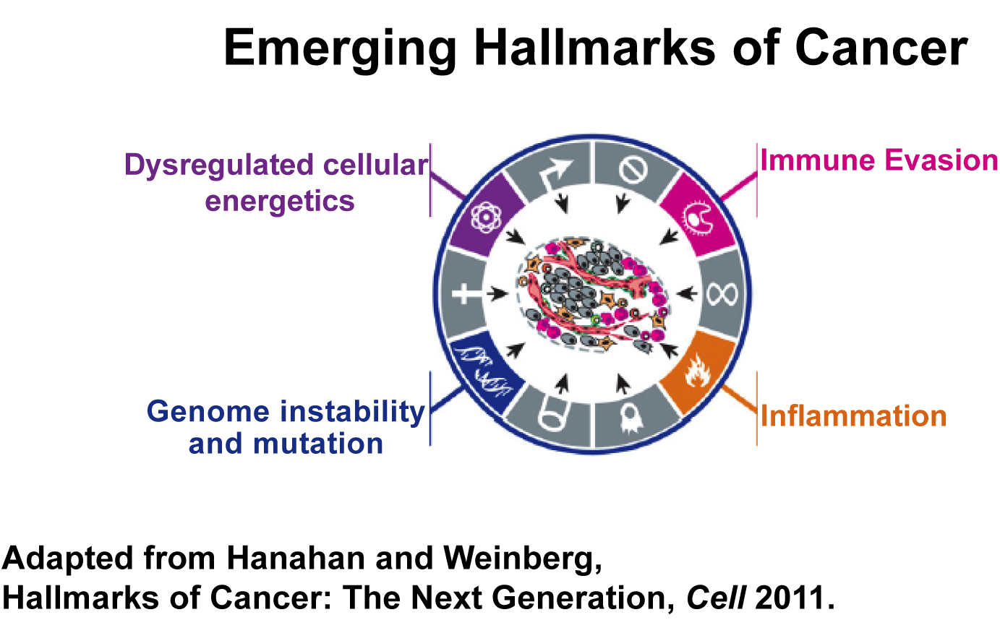 Emerging Hallmarks of Cancer
Dysregulated cellular
energetics
Immune Evasion
Genome instability
and mutation
Inflammation
Adapted from Hanahan and Weinberg,
Hallmarks of Cancer: The Next Generation, Cell 2011.